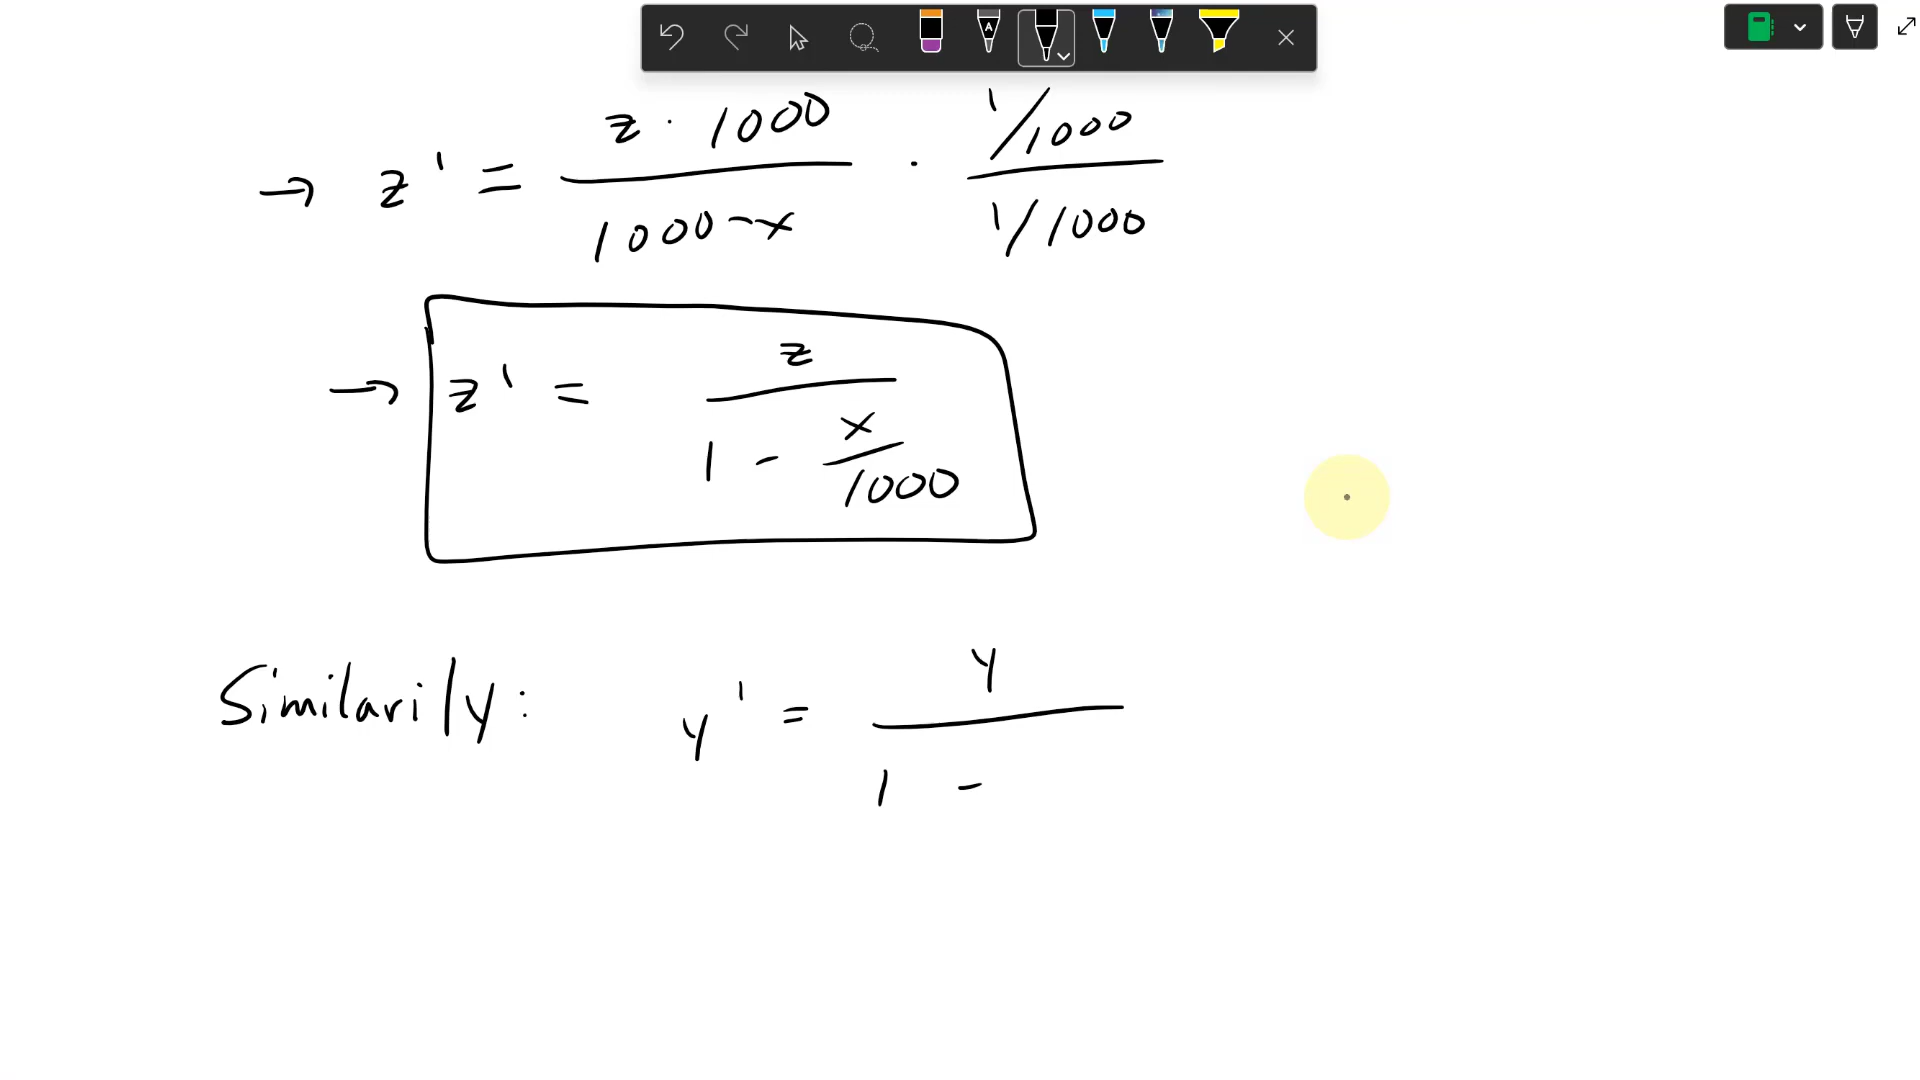 → z' = z · 1000 / 1000 - x · 1/1000 / 1/1000
→ z' = z / 1 - x/1000
Similarily: y' = y / 1 -